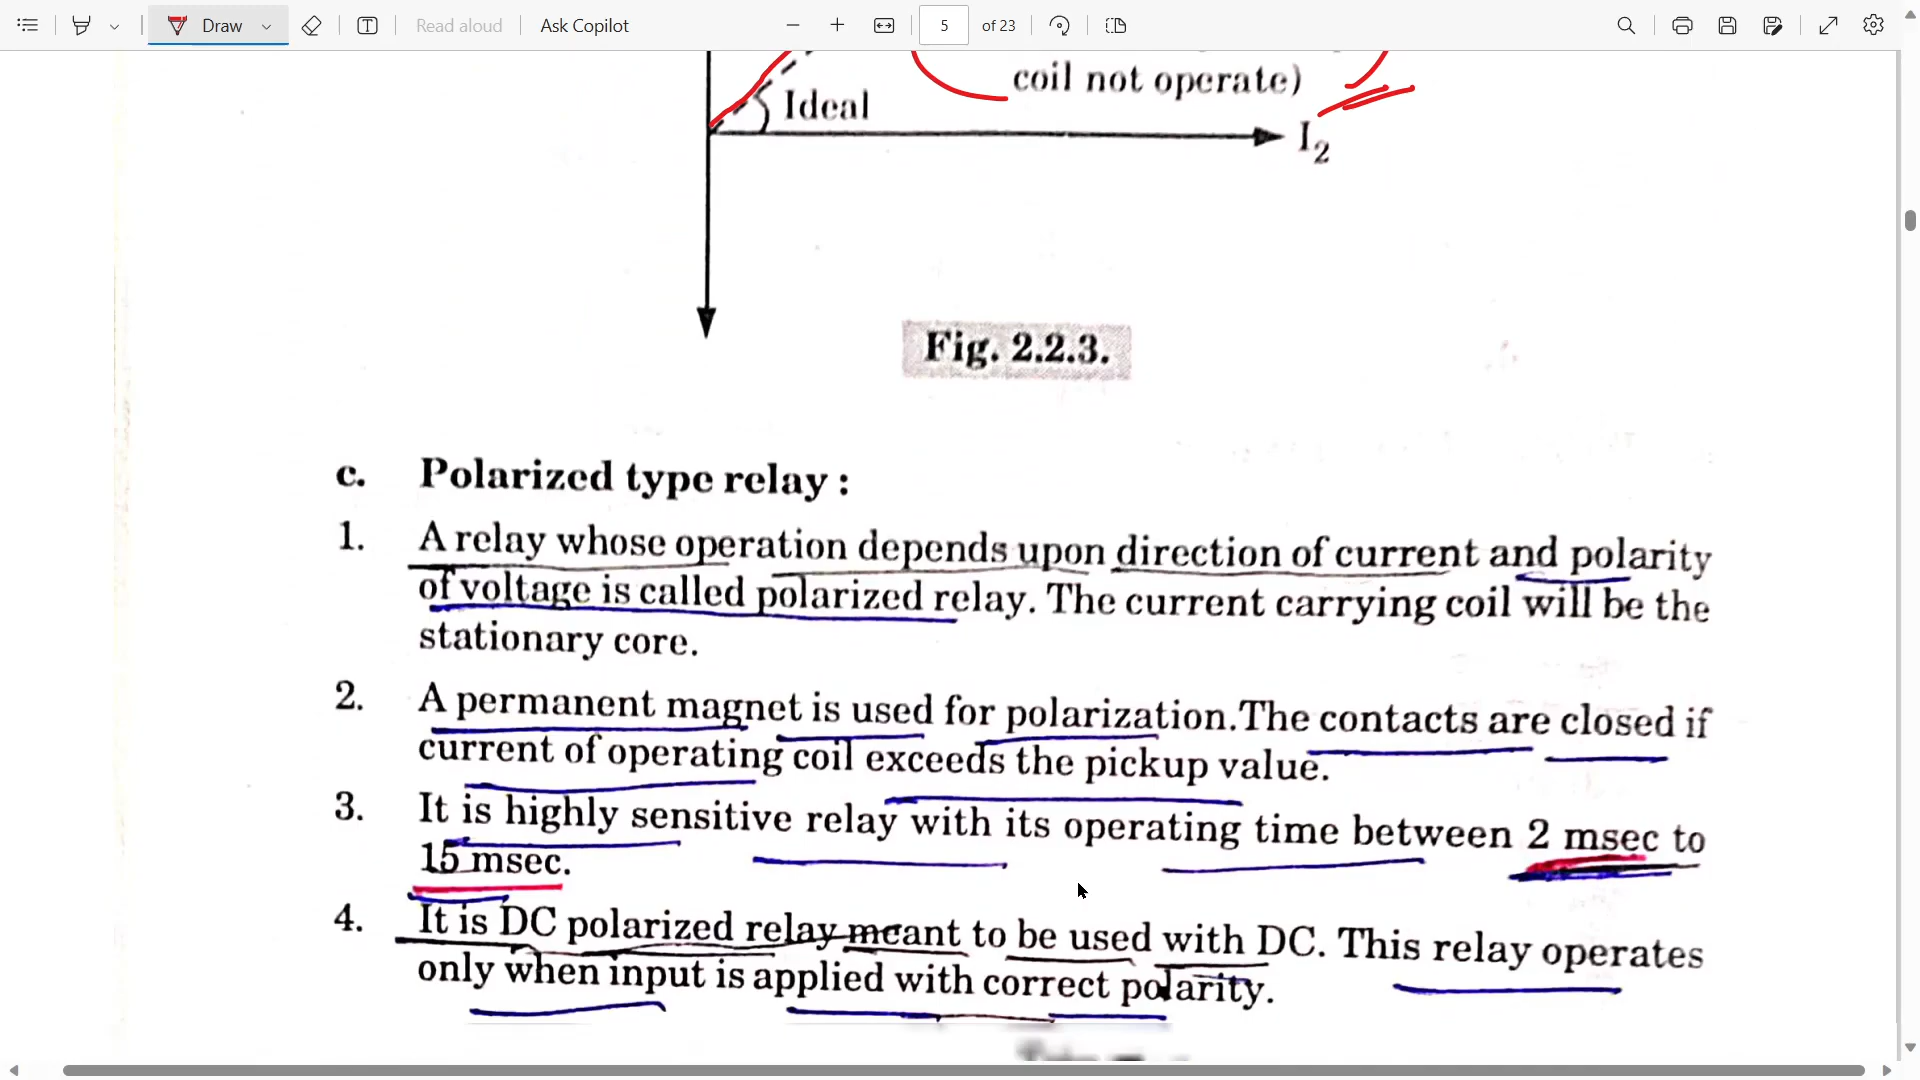 Draw
Read aloud
Ask Copilot
5
of 23
coil not operate)
Ideal
I2
Fig. 2.2.3.
c. Polarized type relay :
1. A relay whose operation depends upon direction of current and polarity
of voltage is called polarized relay. The current carrying coil will be the
stationary core.
2. A permanent magnet is used for polarization.The contacts are closed if
current of operating coil exceeds the pickup value.
3. It is highly sensitive relay with its operating time between 2 msec to
15 msec.
4. It is DC polarized relay meant to be used with DC. This relay operates
only when input is applied with correct polarity.